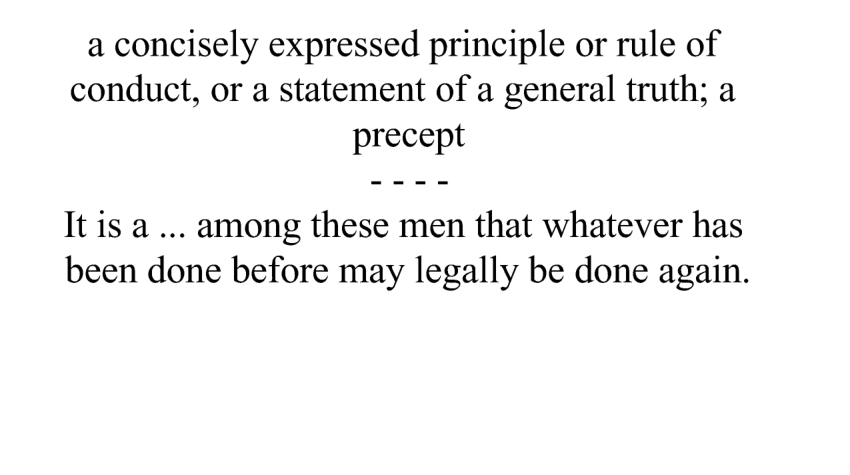 a concisely expressed principle or rule of
conduct, or a statement of a general truth; a
precept
- - - -
It is a ... among these men that whatever has
been done before may legally be done again.